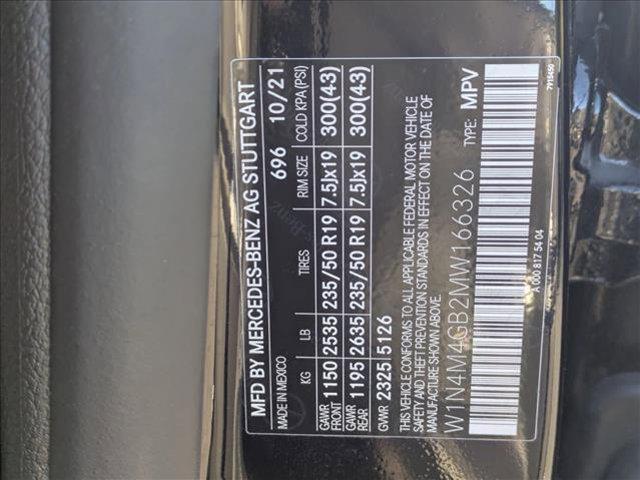 MFD BY MERCEDES-BENZ AG STUTTGART
MADE IN MEXICO 696 10/21
KG LB TIRES RIM SIZE COLD KPA(PSI)
GAWR FRONT 1150 2535 235/50 R19 7.5Jx19 300(43)
GAWR REAR 1195 2635 235/50 R19 7.5Jx19 300(43)
GVWR 2325 5126
THIS VEHICLE CONFORMS TO ALL APPLICABLE FEDERAL MOTOR VEHICLE
SAFETY AND THEFT PREVENTION STANDARDS IN EFFECT ON THE DATE OF
MANUFACTURE SHOWN ABOVE.
W1N4M4GB2MW166326 TYPE: MPV
A 000 817 54 04